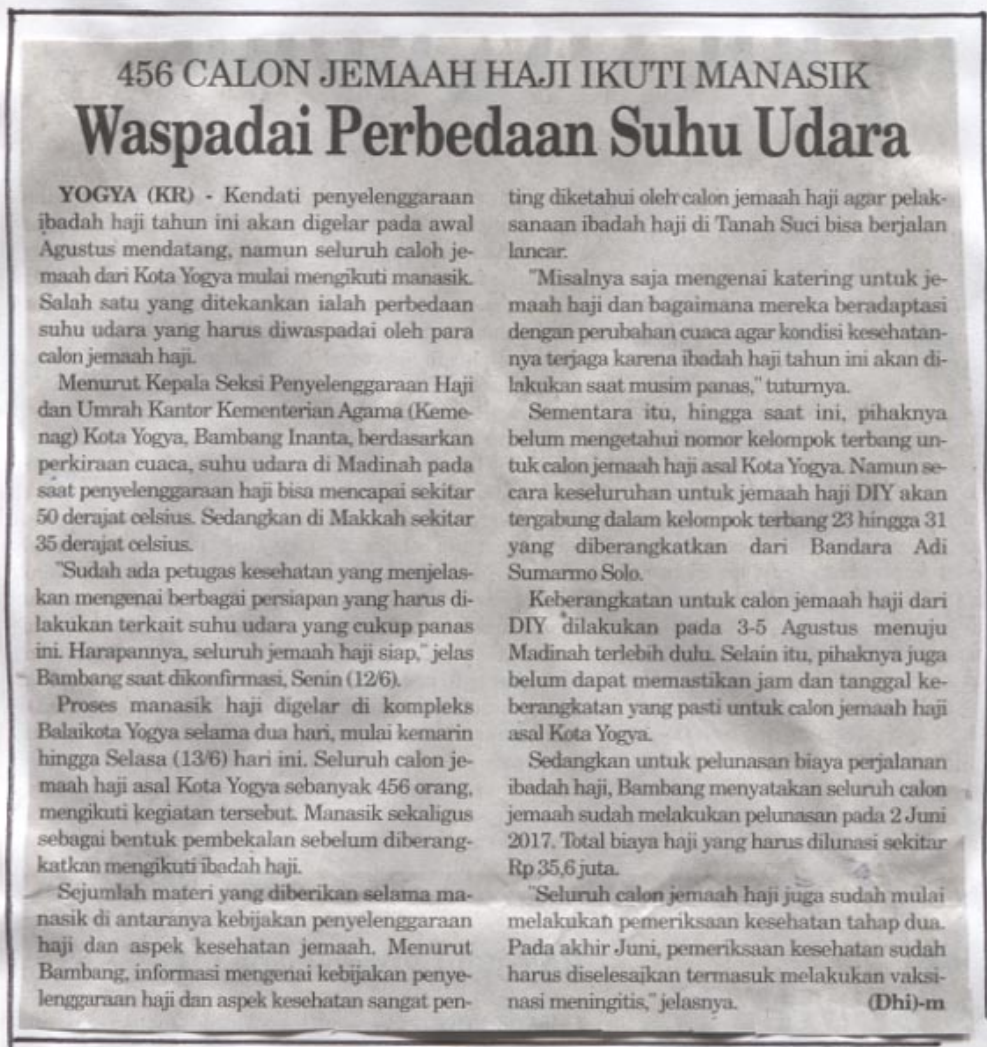 456 CALON JEMAAH HAJI IKUTI MANASIK
Waspadai Perbedaan Suhu Udara
YOGYA (KR) - Kendati penyelenggaraan
ibadah haji tahun ini akan digelar pada awal
Agustus mendatang, namun seluruh caloh je-
maah dari Kota Yogya mulai mengikuti manasik.
Salah satu yang ditekankan ialah perbedaan
suhu udara yang harus diwaspadai oleh para
calon jemaah haji.
Menurut Kepala Seksi Penyelenggaraan Haji
dan Umrah Kantor Kementerian Agama (Keme-
nag) Kota Yogya, Bambang Inanta, berdasarkan
perkiraan cuaca, suhu udara di Madinah pada
saat penyelenggaraan haji bisa mencapai sekitar
50 derajat celsius. Sedangkan di Makkah sekitar
35 derajat celsius.
"Sudah ada petugas kesehatan yang menjelas-
kan mengenai berbagai persiapan yang harus di-
lakukan terkait suhu udara yang cukup panas
ini. Harapannya, seluruh jemaah haji siap," jelas
Bambang saat dikonfirmasi, Senin (12/6).
Proses manasik haji digelar di kompleks
Balaikota Yogya selama dua hari, mulai kemarin
hingga Selasa (13/6) hari ini. Seluruh calon je-
maah haji asal Kota Yogya sebanyak 456 orang,
mengikuti kegiatan tersebut. Manasik sekaligus
sebagai bentuk pembekalan sebelum diberang-
katkan mengikuti ibadah haji.
Sejumlah materi yang diberikan selama ma-
nasik di antaranya kebijakan penyelenggaraan
haji dan aspek kesehatan jemaah. Menurut
Bambang, informasi mengenai kebijakan penye-
lenggaraan haji dan aspek kesehatan sangat pen-
ting diketahui oleh calon jemaah haji agar pelak-
sanaan ibadah haji di Tanah Suci bisa berjalan
lancar.
"Misalnya saja mengenai katering untuk je-
maah haji dan bagaimana mereka beradaptasi
dengan perubahan cuaca agar kondisi kesehatan-
nya terjaga karena ibadah haji tahun ini akan di-
lakukan saat musim panas," tuturnya.
Sementara itu, hingga saat ini, pihaknya
belum mengetahui nomor kelompok terbang un-
tuk calon jemaah haji asal Kota Yogya. Namun se-
cara keseluruhan untuk jemaah haji DIY akan
tergabung dalam kelompok terbang 23 hingga 31
yang diberangkatkan dari Bandara Adi
Sumarmo Solo.
Keberangkatan untuk calon jemaah haji dari
DIY dilakukan pada 3-5 Agustus menuju
Madinah terlebih dulu. Selain itu, pihaknya juga
belum dapat memastikan jam dan tanggal ke-
berangkatan yang pasti untuk calon jemaah haji
asal Kota Yogya.
Sedangkan untuk pelunasan biaya perjalanan
ibadah haji, Bambang menyatakan seluruh calon
jemaah sudah melakukan pelunasan pada 2 Juni
2017. Total biaya haji yang harus dilunasi sekitar
Rp 35,6 juta.
"Seluruh calon jemaah haji juga sudah mulai
melakukan pemeriksaan kesehatan tahap dua.
Pada akhir Juni, pemeriksaan kesehatan sudah
harus diselesaikan termasuk melakukan vaksi-
nasi meningitis," jelasnya. (Dhi)-m